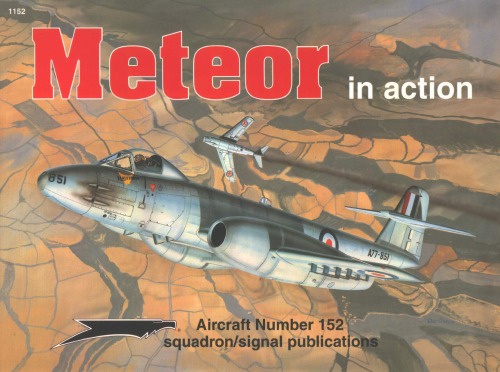 1152
Meteor in action
851
A77-851
Aircraft Number 152
squadron/signal publications